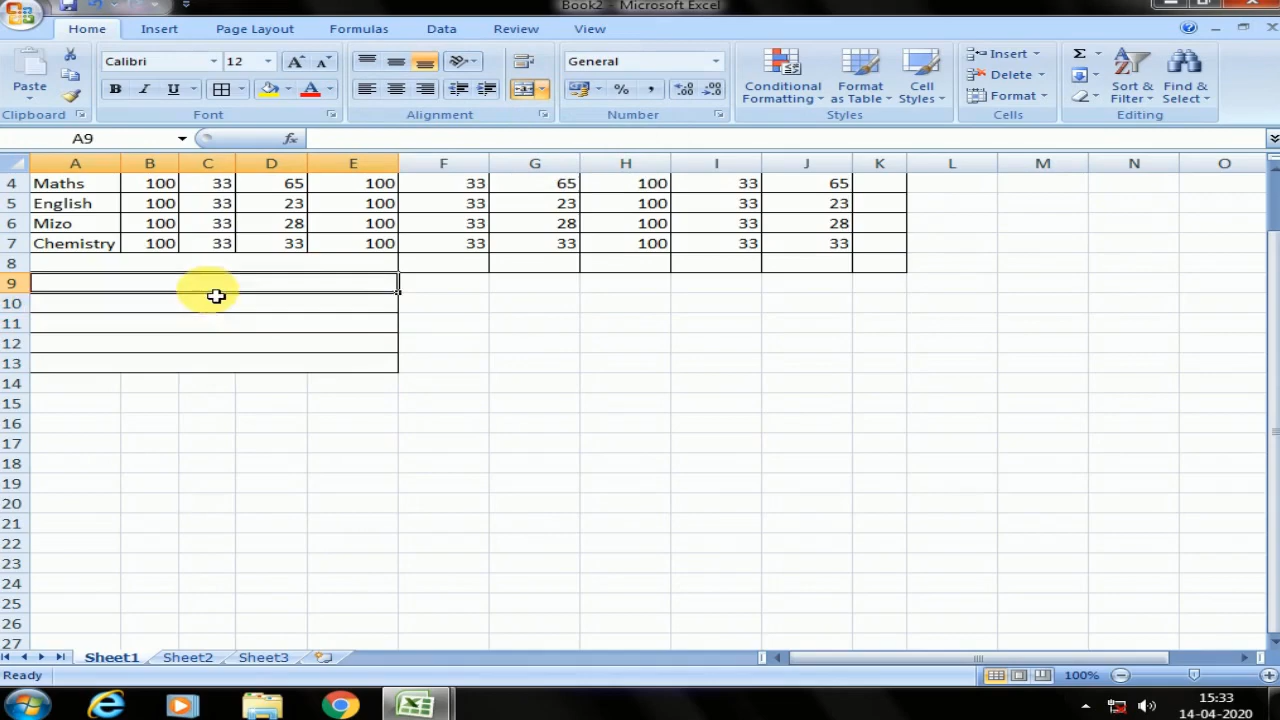 Book2 - Microsoft Excel
Home Insert Page Layout Formulas Data Review View
Calibri 12 General
Paste Conditional Formatting Format as Table Cell Styles Insert Delete Format Sort & Filter Find & Select
Clipboard Font Alignment Number Styles Cells Editing
A9 fx
A B C D E F G H I J K L M N O
4 Maths 100 33 65 100 33 65 100 33 65
5 English 100 33 23 100 33 23 100 33 23
6 Mizo 100 33 28 100 33 28 100 33 28
7 Chemistry 100 33 33 100 33 33 100 33 33
8
9
10
11
12
13
14
15
16
17
18
19
20
21
22
23
24
25
26
27
Sheet1 Sheet2 Sheet3
Ready 100%
15:33
14-04-2020